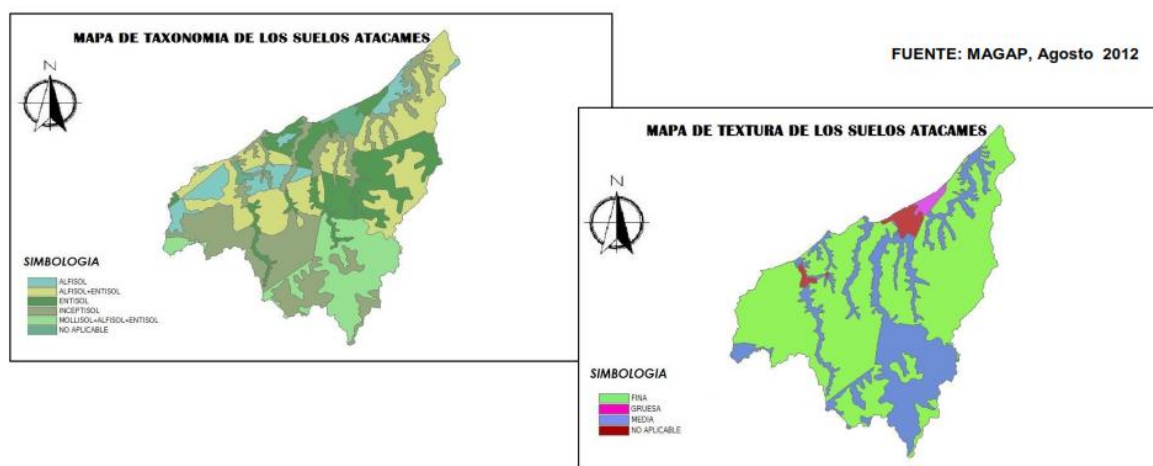 MAPA DE TAXONOMIA DE LOS SUELOS ATACAMES
N
SIMBOLOGIA
ALFISOL
ALFISOL+ENTISOL
ENTISOL
INCEPTISOL
MOLLISOL+ALFISOL+ENTISOL
NO APLICABLE
FUENTE: MAGAP, Agosto 2012
MAPA DE TEXTURA DE LOS SUELOS ATACAMES
N
SIMBOLOGIA
FINA
GRUESA
MEDIA
NO APLICABLE